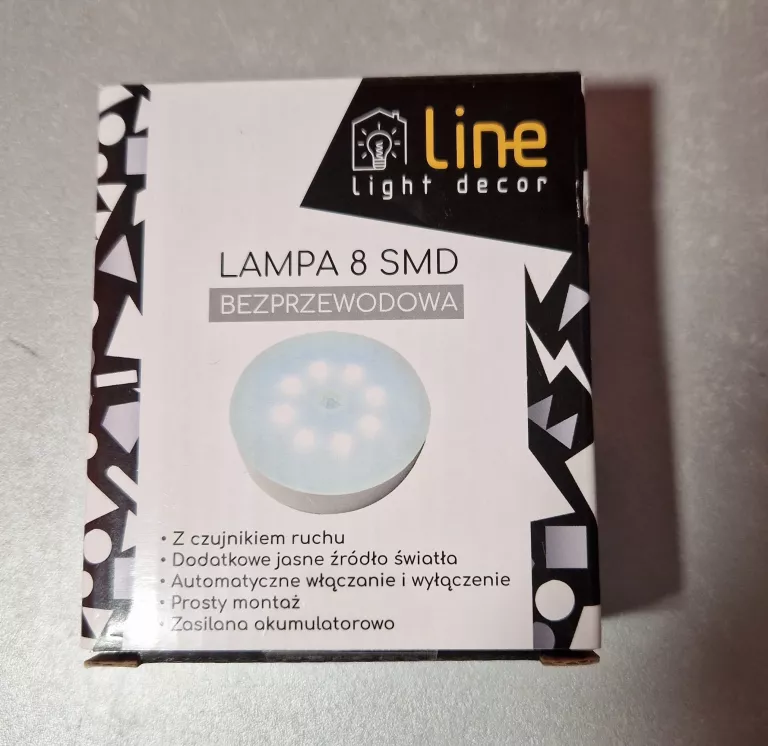 Line
light decor
LAMPA 8 SMD
BEZPRZEWODOWA
• Z czujnikiem ruchu
• Dodatkowe jasne źródło światła
• Automatyczne włączanie i wyłączenie
• Prosty montaż
• Zasilana akumulatorowo